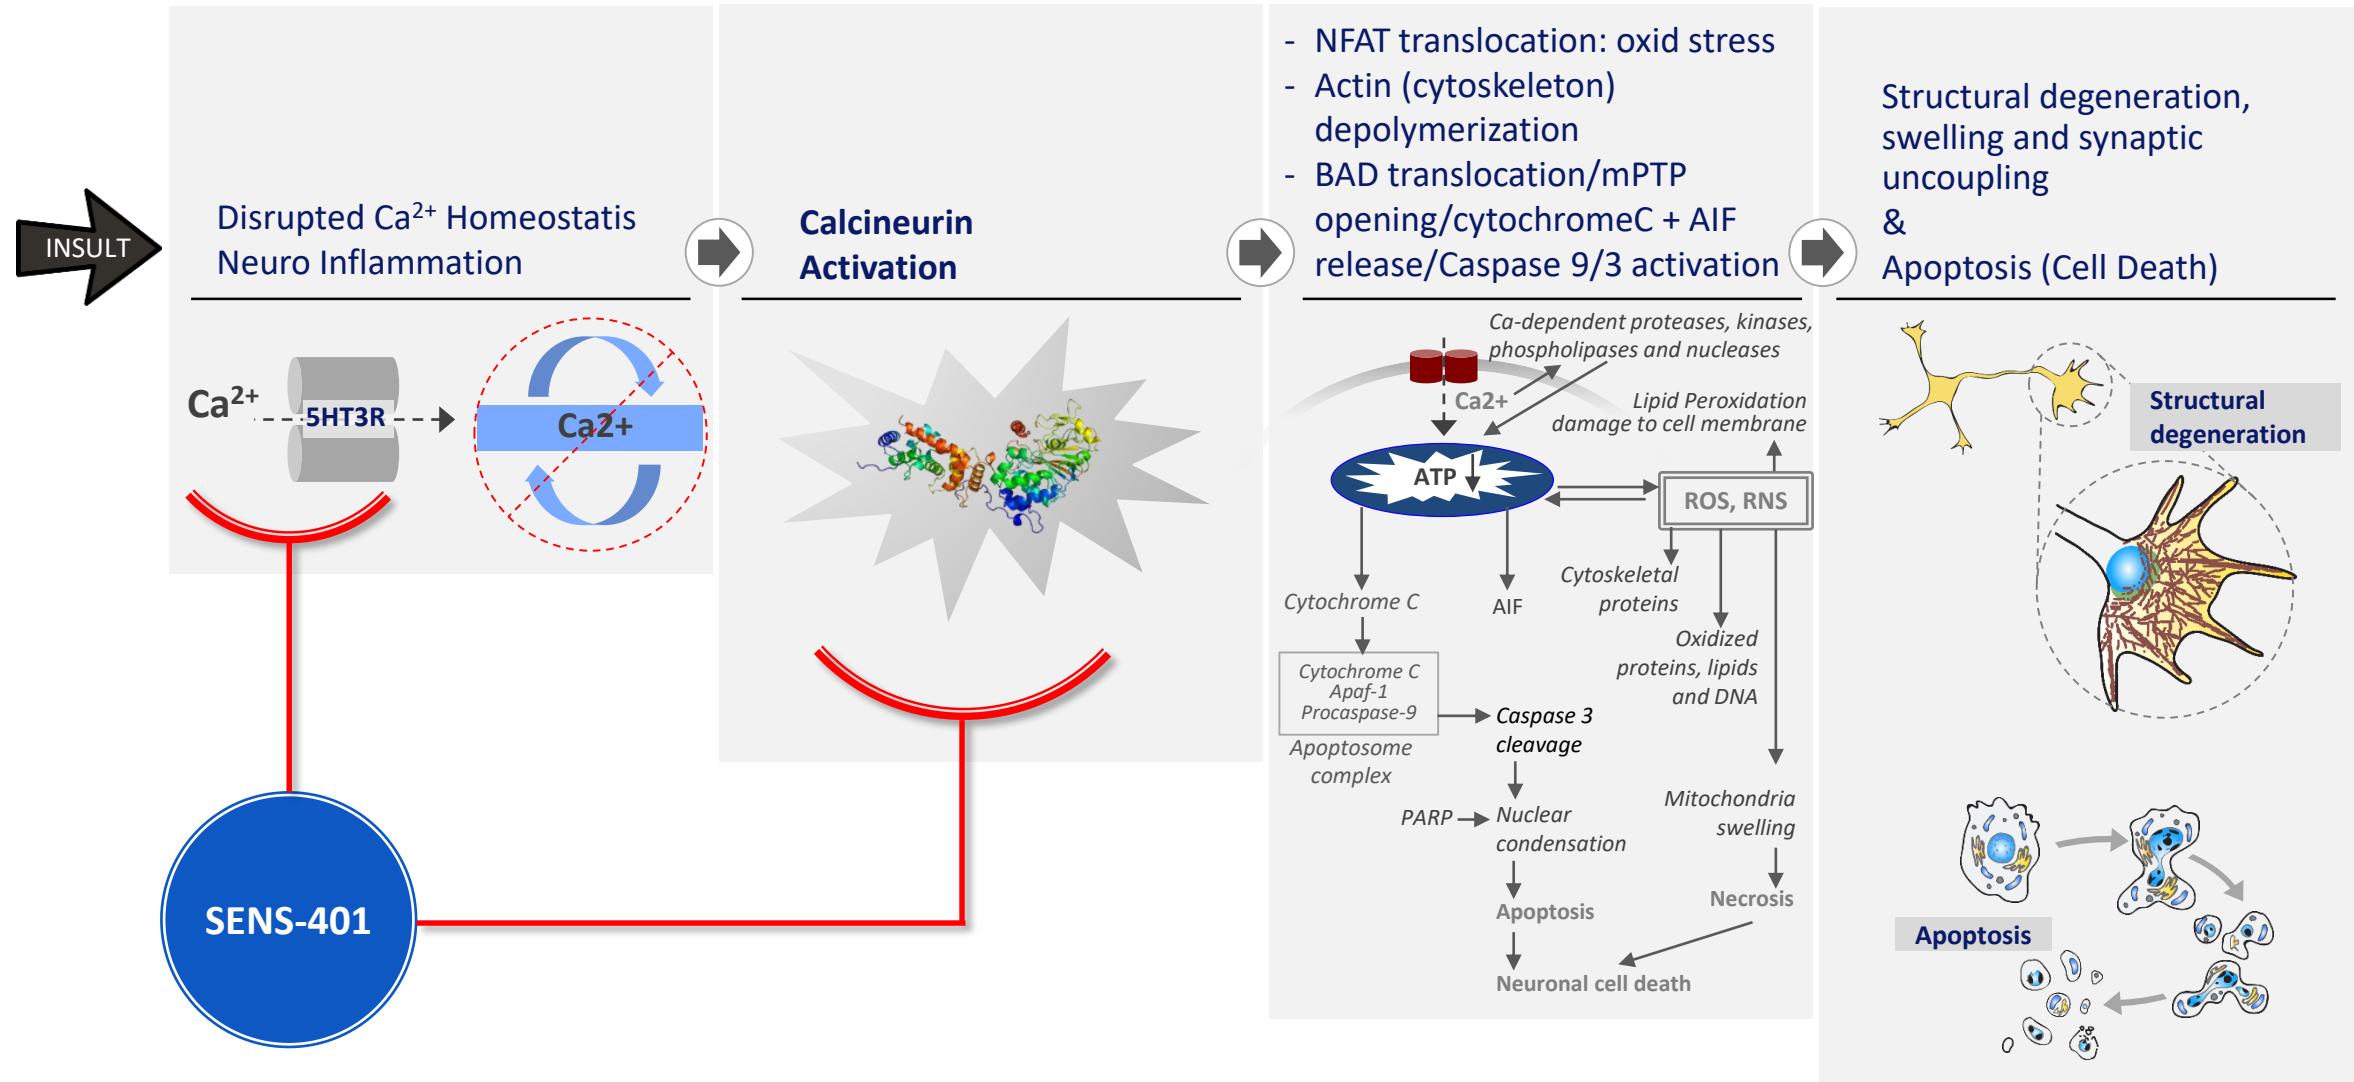 INSULT
Disrupted Ca²⁺ Homeostatis
Neuro Inflammation
Ca²⁺
5HT3R
Ca2+
SENS-401
Calcineurin
Activation
- NFAT translocation: oxid stress
- Actin (cytoskeleton)
depolymerization
- BAD translocation/mPTP
opening/cytochromeC + AIF
release/Caspase 9/3 activation
Ca-dependent proteases, kinases,
phospholipases and nucleases
Ca2+
Lipid Peroxidation
damage to cell membrane
ATP
ROS, RNS
Cytochrome C
AIF
Cytoskeletal
proteins
Oxidized
proteins, lipids
and DNA
Cytochrome C
Apaf-1
Procaspase-9
Apoptosome
complex
Caspase 3
cleavage
PARP
Nuclear
condensation
Mitochondria
swelling
Apoptosis
Necrosis
Neuronal cell death
Structural degeneration,
swelling and synaptic
uncoupling
&
Apoptosis (Cell Death)
Structural
degeneration
Apoptosis